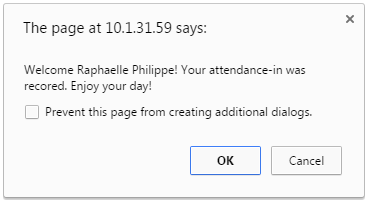 The page at 10.1.31.59 says:
Welcome Raphaelle Philippe! Your attendance-in was
recored. Enjoy your day!
Prevent this page from creating additional dialogs.
OK
Cancel